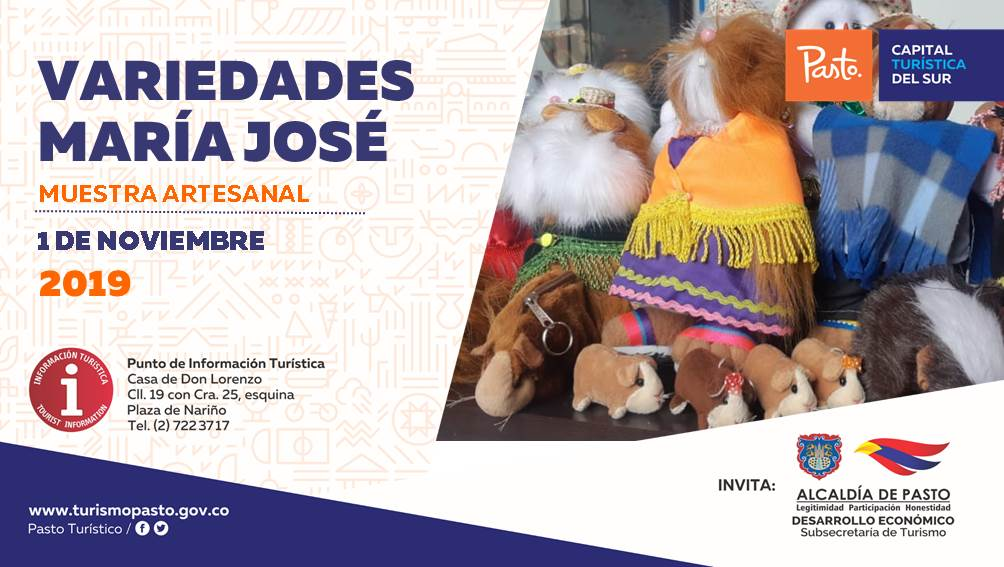 VARIEDADES
MARÍA JOSÉ
MUESTRA ARTESANAL
1 DE NOVIEMBRE
2019
Pasto.
CAPITAL
TURÍSTICA
DEL SUR
INFORMACIÓN TURÍSTICA
i
TOURIST INFORMATION
Punto de Información Turística
Casa de Don Lorenzo
Cll. 19 con Cra. 25, esquina
Plaza de Nariño
Tel. (2) 7223717
INVITA:
ALCALDÍA DE PASTO
Legitimidad Participación Honestidad
DESARROLLO ECONÓMICO
Subsecretaría de Turismo
www.turismopasto.gov.co
Pasto Turístico /